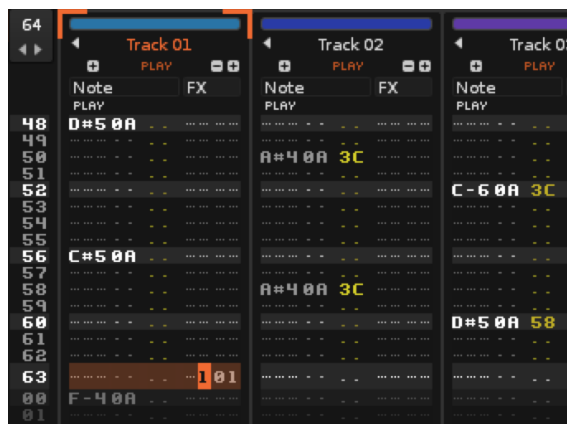 64
Track 01 Track 02 Track 0
PLAY PLAY PLAY
Note FX Note FX Note
PLAY PLAY PLAY
48 D#5 0A
49
50 A#4 0A 3C
51
52 C-6 0A 3C
53
54
55
56 C#5 0A
57
58 A#4 0A 3C
59
60 D#5 0A 58
61
62
63 101
00 F-4 0A
01